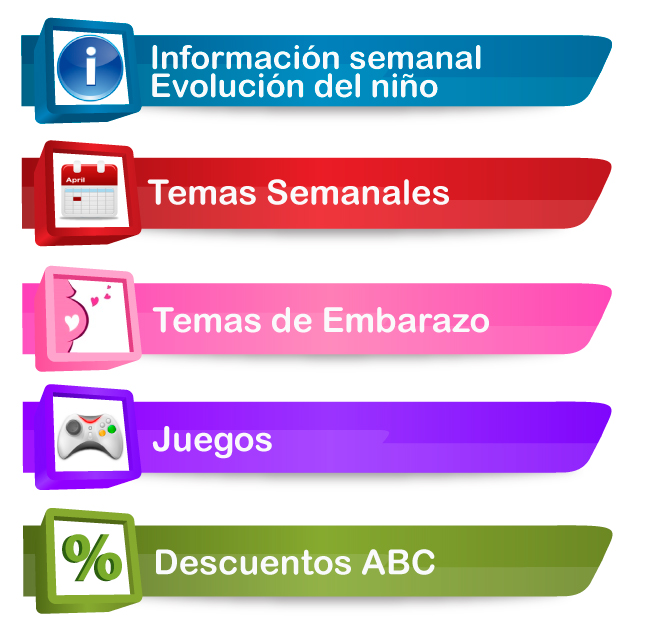 Información semanal
Evolución del niño
April
Temas Semanales
Temas de Embarazo
Juegos
%
Descuentos ABC